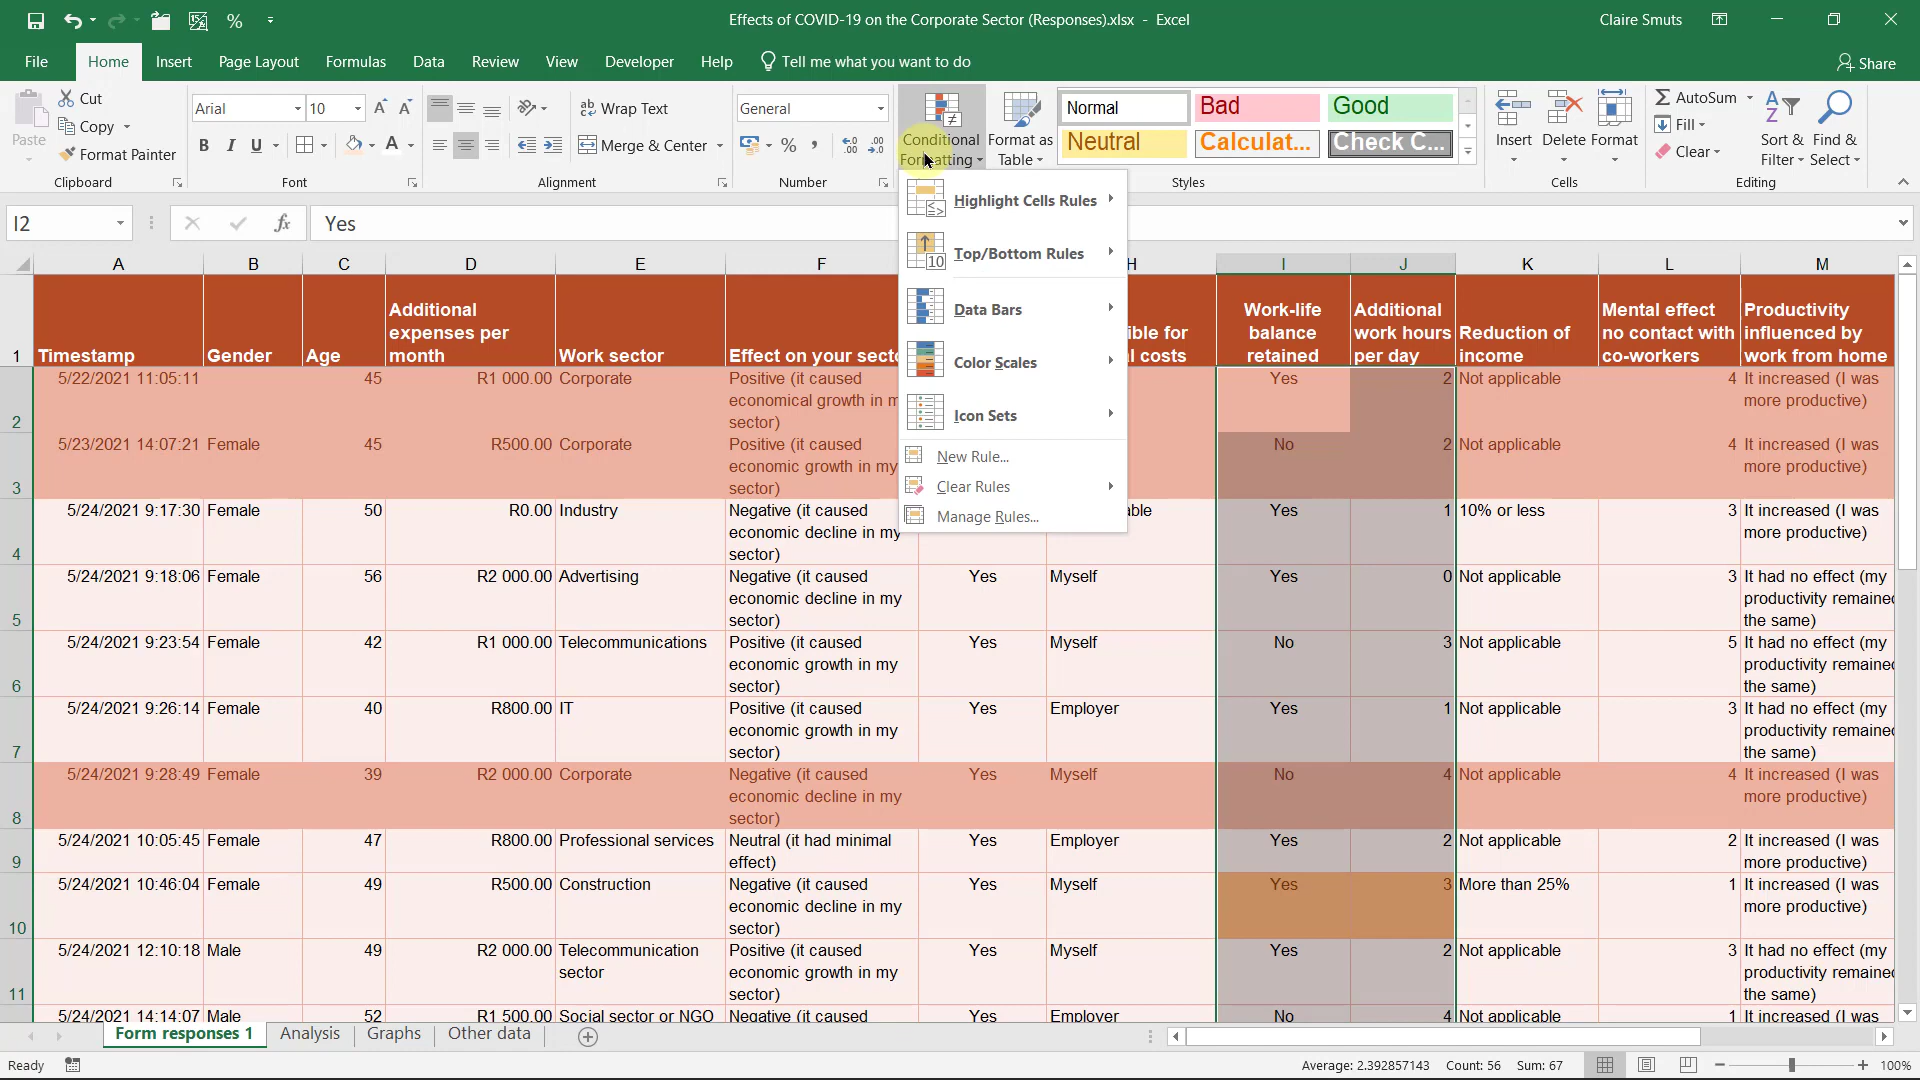 Effects of COVID-19 on the Corporate Sector (Responses).xlsx - Excel
Claire Smuts
File Home Insert Page Layout Formulas Data Review View Developer Help Tell me what you want to do Share
Paste
Cut
Copy
Format Painter
Clipboard
Arial 10
B I U
Font
Wrap Text
Merge & Center
Alignment
General
%
Number
Conditional Formatting
Format as Table
Normal Bad Good
Neutral Calculat... Check C...
Styles
Insert Delete Format
Cells
AutoSum
Fill
Clear
Sort & Filter
Find & Select
Editing
I2
fx
Yes
Highlight Cells Rules
Top/Bottom Rules
Data Bars
Color Scales
Icon Sets
New Rule...
Clear Rules
Manage Rules...
A B C D E F H I J K L M
1 Timestamp Gender Age Additional expenses per month Work sector Effect on your secto ible for l costs Work-life balance retained Additional work hours per day Reduction of income Mental effect no contact with co-workers Productivity influenced by work from home
2 5/22/2021 11:05:11 45 R1 000.00 Corporate Positive (it caused economical growth in m sector) Yes 2 Not applicable 4 It increased (I was more productive)
3 5/23/2021 14:07:21 Female 45 R500.00 Corporate Positive (it caused economic growth in my sector) No 2 Not applicable 4 It increased (I was more productive)
4 5/24/2021 9:17:30 Female 50 R0.00 Industry Negative (it caused economic decline in my sector) able Yes 1 10% or less 3 It increased (I was more productive)
5 5/24/2021 9:18:06 Female 56 R2 000.00 Advertising Negative (it caused economic decline in my sector) Yes Myself Yes 0 Not applicable 3 It had no effect (my productivity remained the same)
6 5/24/2021 9:23:54 Female 42 R1 000.00 Telecommunications Positive (it caused economic growth in my sector) Yes Myself No 3 Not applicable 5 It had no effect (my productivity remained the same)
7 5/24/2021 9:26:14 Female 40 R800.00 IT Positive (it caused economic growth in my sector) Yes Employer Yes 1 Not applicable 3 It had no effect (my productivity remained the same)
8 5/24/2021 9:28:49 Female 39 R2 000.00 Corporate Negative (it caused economic decline in my sector) Yes Myself No 4 Not applicable 4 It increased (I was more productive)
9 5/24/2021 10:05:45 Female 47 R800.00 Professional services Neutral (it had minimal effect) Yes Employer Yes 2 Not applicable 2 It increased (I was more productive)
10 5/24/2021 10:46:04 Female 49 R500.00 Construction Negative (it caused economic decline in my sector) Yes Myself Yes 3 More than 25% 1 It increased (I was more productive)
11 5/24/2021 12:10:18 Male 49 R2 000.00 Telecommunication sector Positive (it caused economic growth in my sector) Yes Myself Yes 2 Not applicable 3 It had no effect (my productivity remained the same)
5/24/2021 14:14:07 Male 52 R1 500.00 Social sector or NGO Negative (it caused Yes Employer No 4 Not applicable 1 It increased (I was
Form responses 1 Analysis Graphs Other data
Ready
Average: 2.392857143 Count: 56 Sum: 67
100%